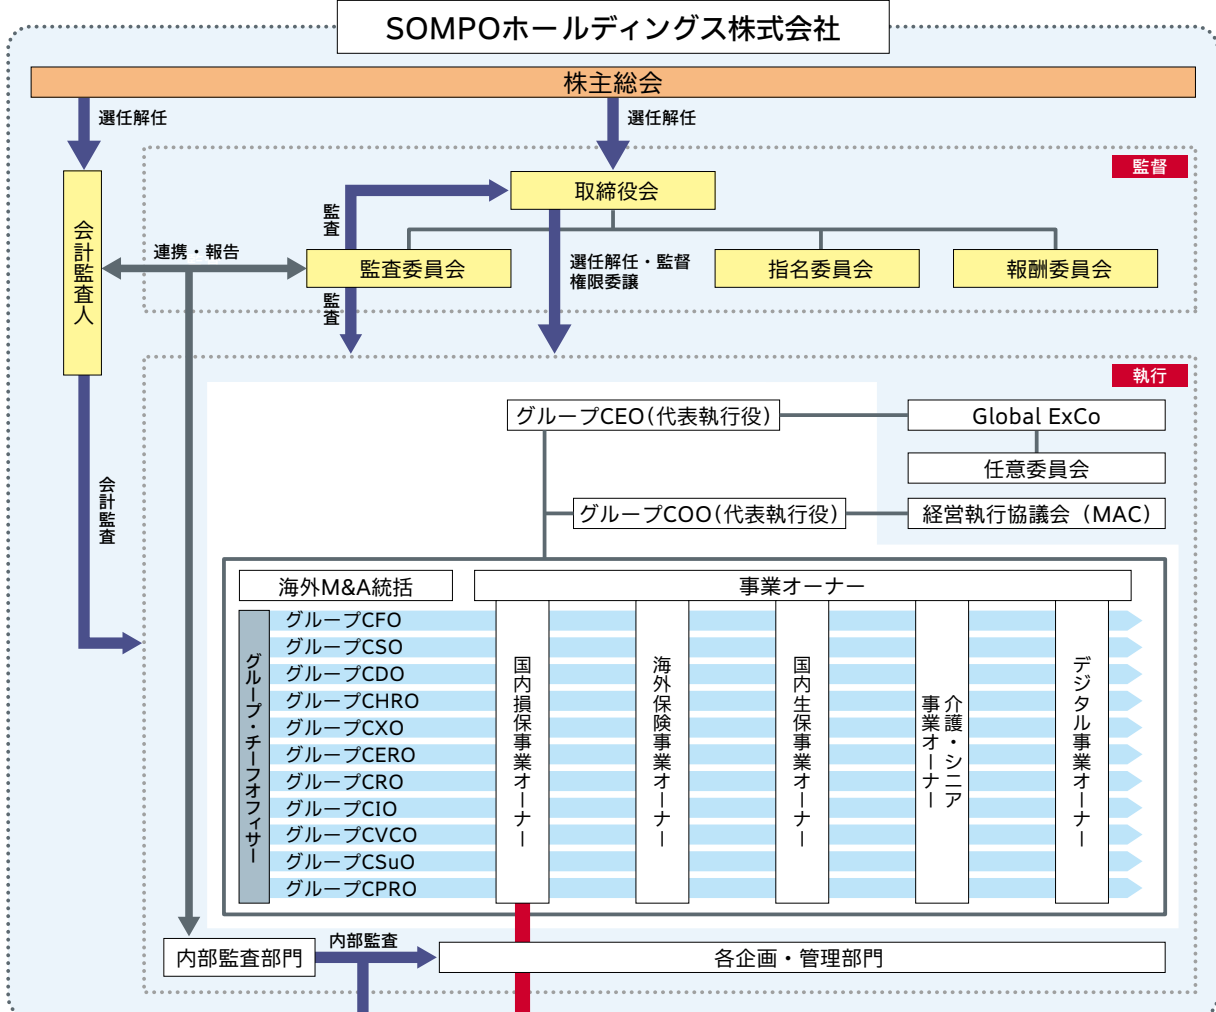 SOMPOホールディングス株式会社
株主総会
選任解任
選任解任
監督
取締役会
会計監査人
監査
連携・報告
監査委員会
選任解任・監督
権限委譲
指名委員会
報酬委員会
監査
執行
グループCEO(代表執行役)
Global ExCo
任意委員会
会計監査
グループCOO(代表執行役)
経営執行協議会（MAC）
海外M&A統括
事業オーナー
グループ・チーフオフィサー
グループCFO
グループCSO
グループCDO
グループCHRO
グループCXO
グループCERO
グループCRO
グループCIO
グループCVCO
グループCSuO
グループCPRO
国内損保事業オーナー
海外保険事業オーナー
国内生保事業オーナー
介護・シニア
事業オーナー
デジタル事業オーナー
内部監査部門
内部監査
各企画・管理部門